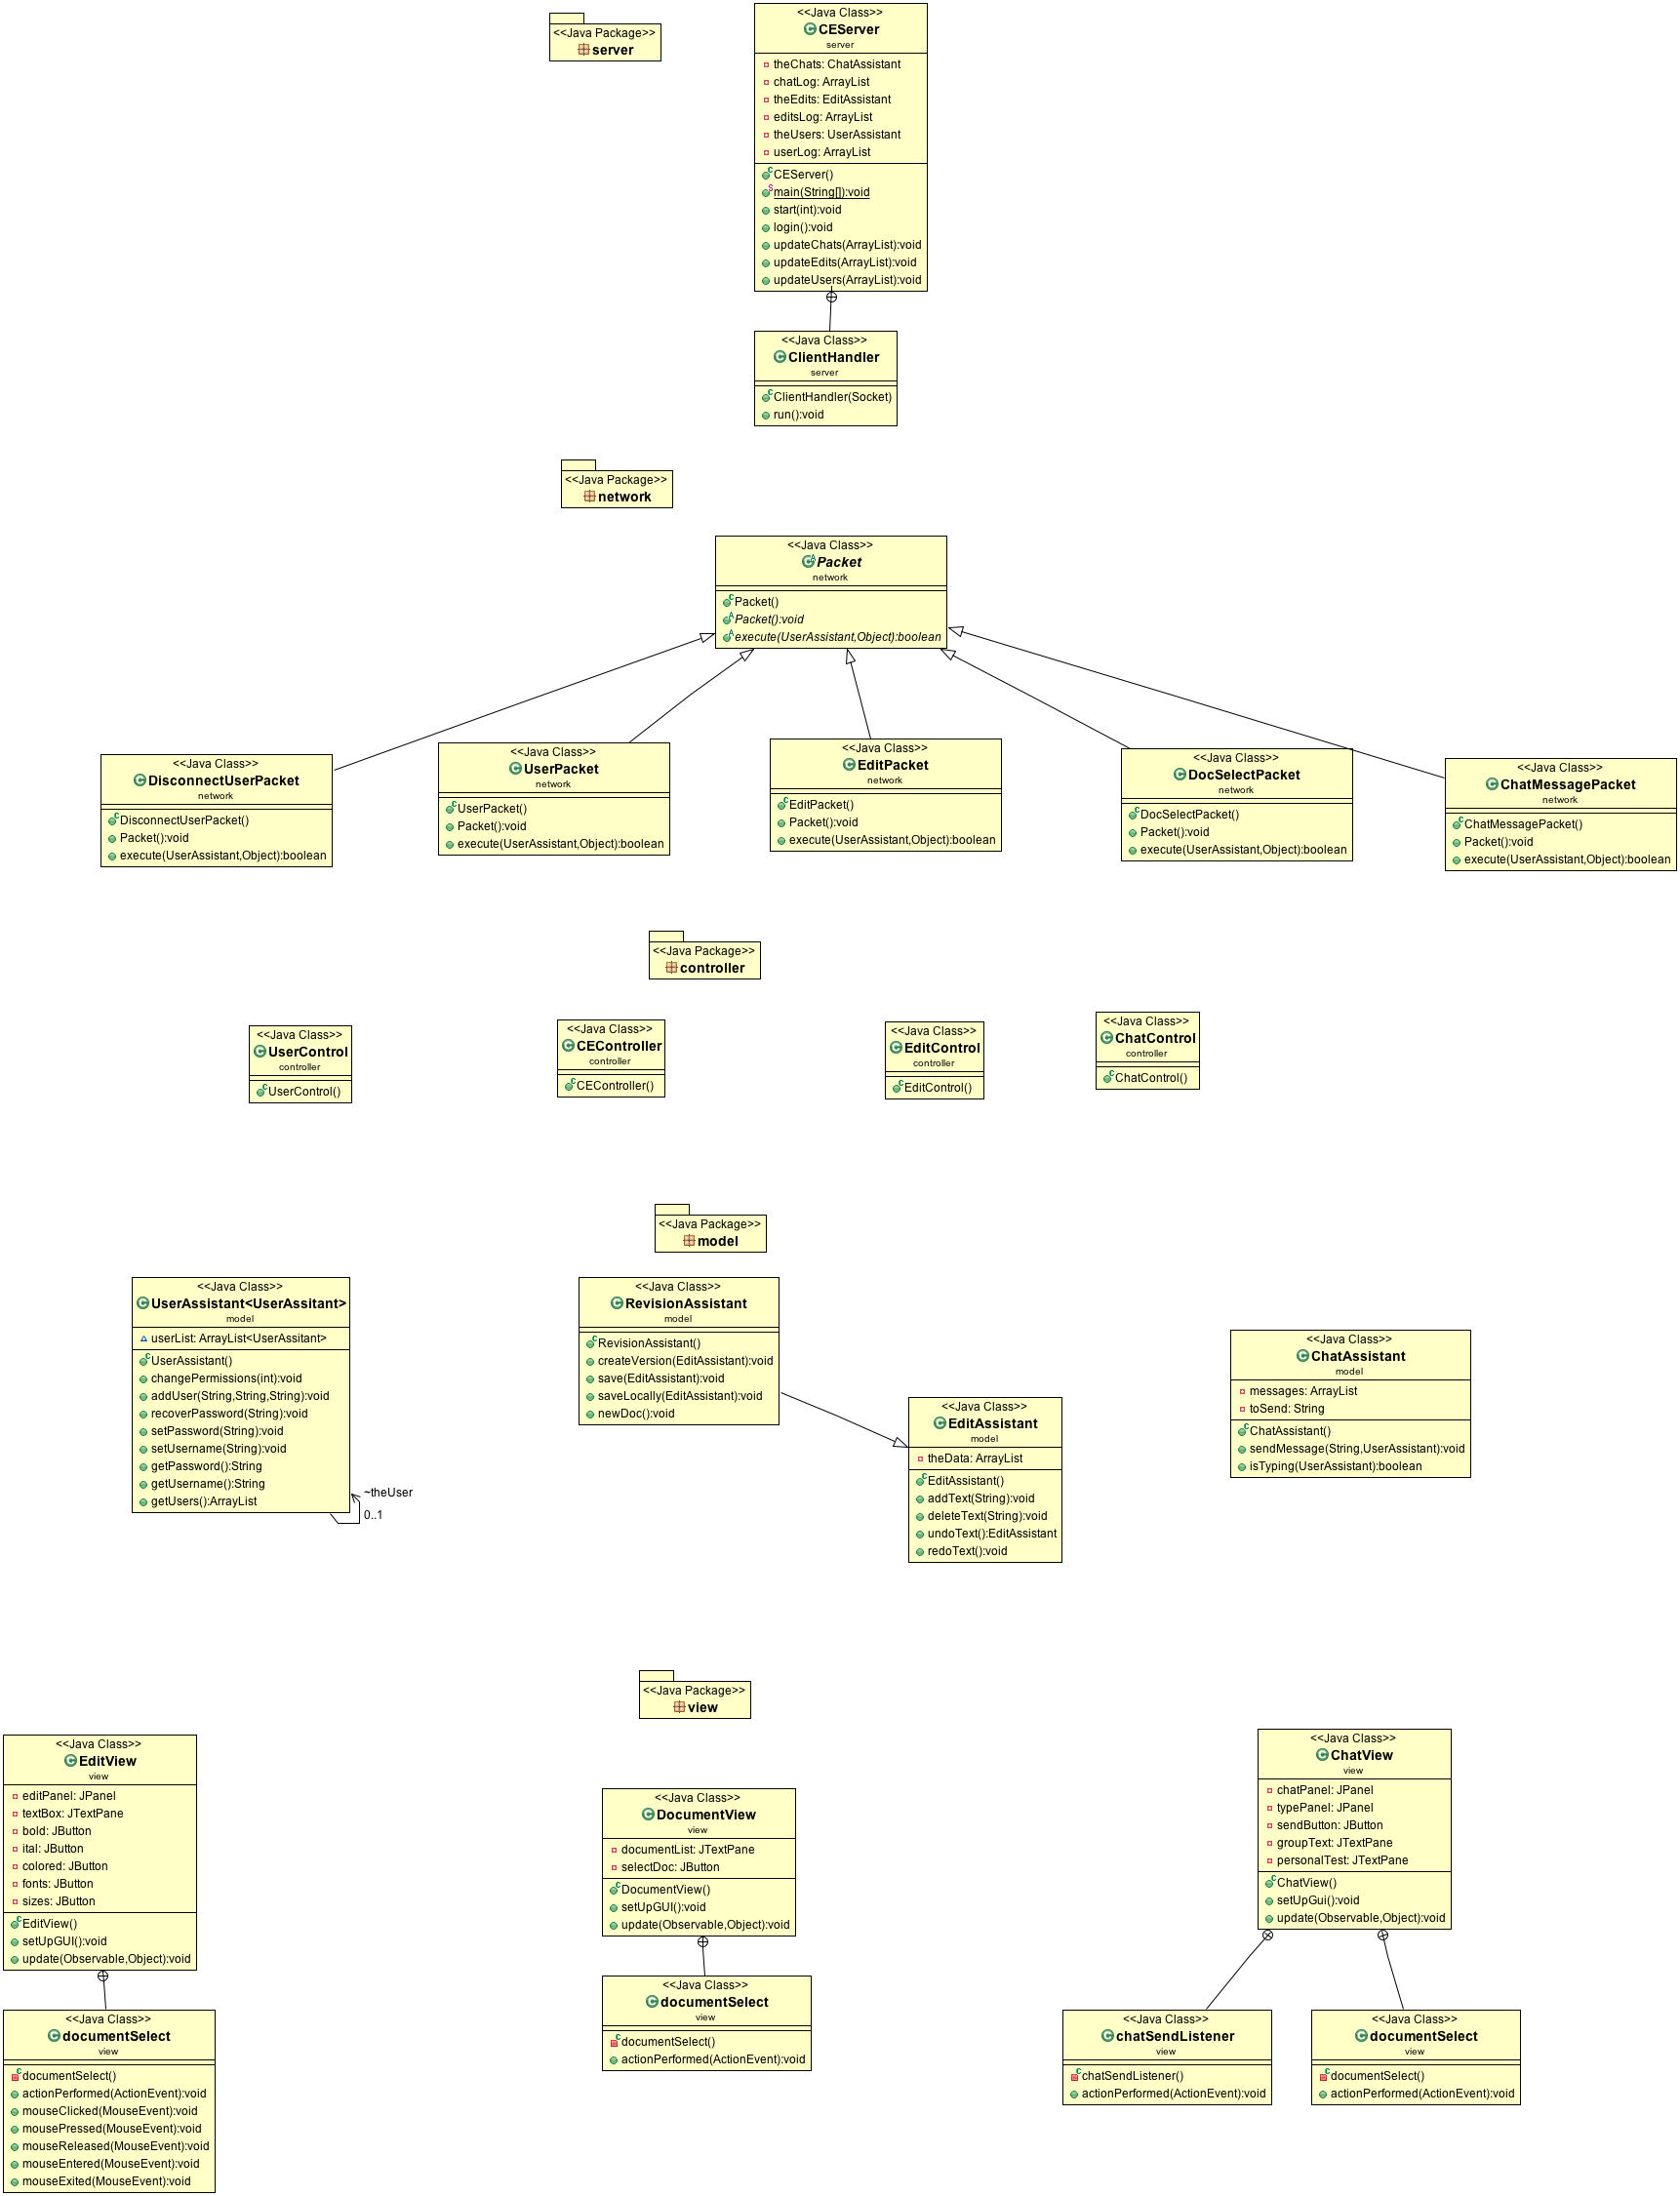 <<Java Package>>
server
<<Java Class>>
CEServer
server
theChats: ChatAssistant
chatLog: ArrayList
theEdits: EditAssistant
editsLog: ArrayList
theUsers: UserAssistant
userLog: ArrayList
CEServer()
main(String[]):void
start(int):void
login():void
updateChats(ArrayList):void
updateEdits(ArrayList):void
updateUsers(ArrayList):void
<<Java Class>>
ClientHandler
server
ClientHandler(Socket)
run():void
<<Java Package>>
network
<<Java Class>>
Packet
network
Packet()
Packet():void
execute(UserAssistant,Object):boolean
<<Java Class>>
DisconnectUserPacket
network
DisconnectUserPacket()
Packet():void
execute(UserAssistant,Object):boolean
<<Java Class>>
UserPacket
network
UserPacket()
Packet():void
execute(UserAssistant,Object):boolean
<<Java Class>>
EditPacket
network
EditPacket()
Packet():void
execute(UserAssistant,Object):boolean
<<Java Class>>
DocSelectPacket
network
DocSelectPacket()
Packet():void
execute(UserAssistant,Object):boolean
<<Java Class>>
ChatMessagePacket
network
ChatMessagePacket()
Packet():void
execute(UserAssistant,Object):boolean
<<Java Package>>
controller
<<Java Class>>
UserControl
controller
UserControl()
<<Java Class>>
CEController
controller
CEController()
<<Java Class>>
EditControl
controller
EditControl()
<<Java Class>>
ChatControl
controller
ChatControl()
<<Java Package>>
model
<<Java Class>>
UserAssistant<UserAssitant>
model
userList: ArrayList<UserAssitant>
UserAssistant()
changePermissions(int):void
addUser(String,String,String):void
recoverPassword(String):void
setPassword(String):void
setUsername(String):void
getPassword():String
getUsername():String
getUsers():ArrayList
~theUser
0..1
<<Java Class>>
RevisionAssistant
model
RevisionAssistant()
createVersion(EditAssistant):void
save(EditAssistant):void
saveLocally(EditAssistant):void
newDoc():void
<<Java Class>>
EditAssistant
model
theData: ArrayList
EditAssistant()
addText(String):void
deleteText(String):void
undoText():EditAssistant
redoText():void
<<Java Class>>
ChatAssistant
model
messages: ArrayList
toSend: String
ChatAssistant()
sendMessage(String,UserAssistant):void
isTyping(UserAssistant):boolean
<<Java Package>>
view
<<Java Class>>
EditView
view
editPanel: JPanel
textBox: JTextPane
bold: JButton
ital: JButton
colored: JButton
fonts: JButton
sizes: JButton
EditView()
setUpGUI():void
update(Observable,Object):void
<<Java Class>>
documentSelect
view
documentSelect()
actionPerformed(ActionEvent):void
mouseClicked(MouseEvent):void
mousePressed(MouseEvent):void
mouseReleased(MouseEvent):void
mouseEntered(MouseEvent):void
mouseExited(MouseEvent):void
<<Java Class>>
DocumentView
view
documentList: JTextPane
selectDoc: JButton
DocumentView()
setUpGUI():void
update(Observable,Object):void
<<Java Class>>
documentSelect
view
documentSelect()
actionPerformed(ActionEvent):void
<<Java Class>>
ChatView
view
chatPanel: JPanel
typePanel: JPanel
sendButton: JButton
groupText: JTextPane
personalTest: JTextPane
ChatView()
setUpGui():void
update(Observable,Object):void
<<Java Class>>
chatSendListener
view
chatSendListener()
actionPerformed(ActionEvent):void
<<Java Class>>
documentSelect
view
documentSelect()
actionPerformed(ActionEvent):void